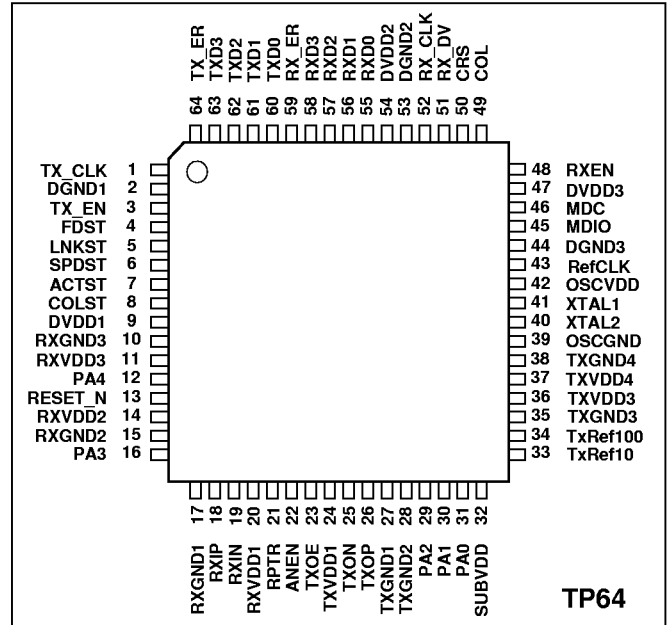 TX_ER
TXD3
TXD2
TXD1
TXD0
RX_ER
RXD3
RXD2
RXD1
RXD0
DVDD2
DGND2
RX_CLK
RX_DV
CRS
COL
64
63
62
61
60
59
58
57
56
55
54
53
52
51
50
49
TX_CLK 1
DGND1 2
TX_EN 3
FDST 4
LNKST 5
SPDST 6
ACTST 7
COLST 8
DVDD1 9
RXGND3 10
RXVDD3 11
PA4 12
RESET_N 13
RXVDD2 14
RXGND2 15
PA3 16
48 RXEN
47 DVDD3
46 MDC
45 MDIO
44 DGND3
43 RefCLK
42 OSCVDD
41 XTAL1
40 XTAL2
39 OSCGND
38 TXGND4
37 TXVDD4
36 TXVDD3
35 TXGND3
34 TxRef100
33 TxRef10
17
18
19
20
21
22
23
24
25
26
27
28
29
30
31
32
RXGND1
RXIP
RXIN
RXVDD1
RPTR
ANEN
TXOE
TXVDD1
TXON
TXOP
TXGND1
TXGND2
PA2
PA1
PA0
SUBVDD
TP64